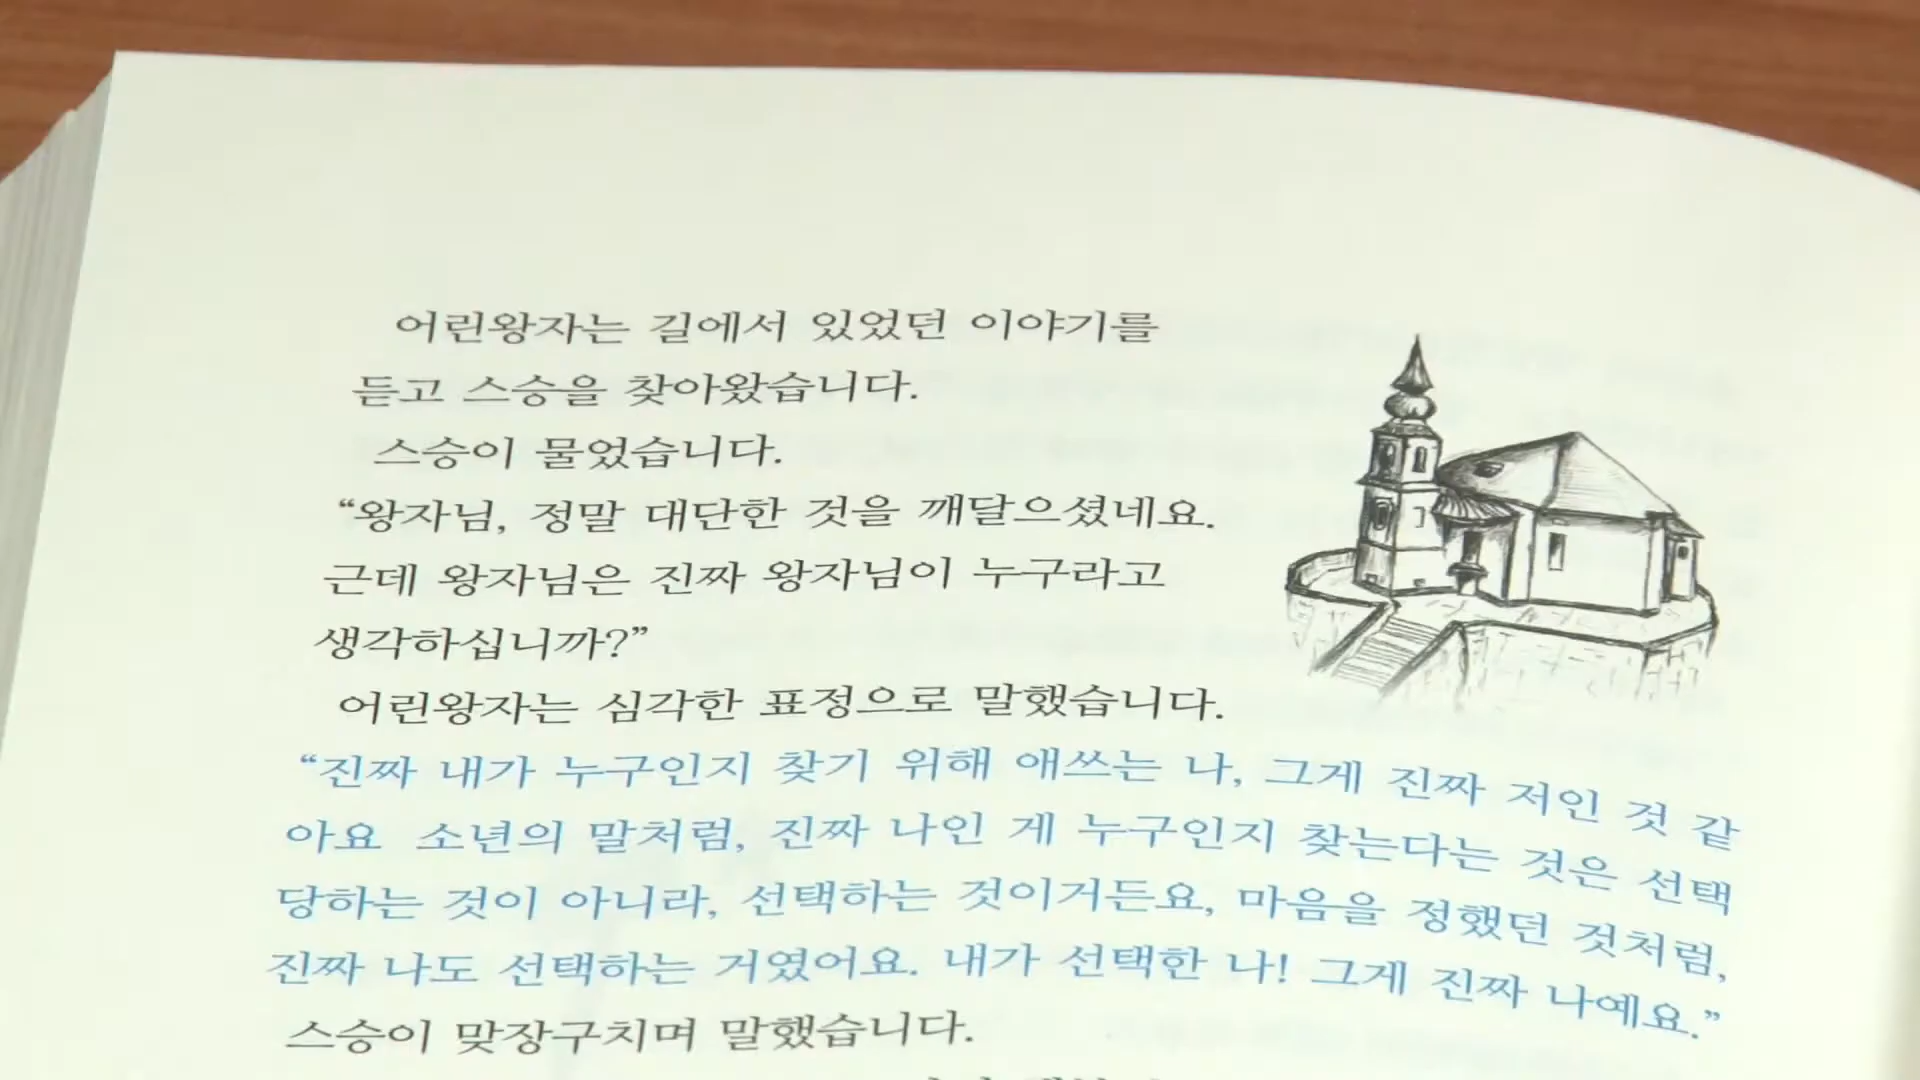 어린왕자는 길에서 있었던 이야기를
듣고 스승을 찾아왔습니다.
스승이 물었습니다.
“왕자님, 정말 대단한 것을 깨달으셨네요.
근데 왕자님은 진짜 왕자님이 누구라고
생각하십니까?”
어린왕자는 심각한 표정으로 말했습니다.
“진짜 내가 누구인지 찾기 위해 애쓰는 나, 그게 진짜 저인 것 같
아요 소년의 말처럼, 진짜 나인 게 누구인지 찾는다는 것은 선택
당하는 것이 아니라, 선택하는 것이거든요, 마음을 정했던 것처럼,
진짜 나도 선택하는 거였어요. 내가 선택한 나! 그게 진짜 나예요.”
스승이 맞장구치며 말했습니다.